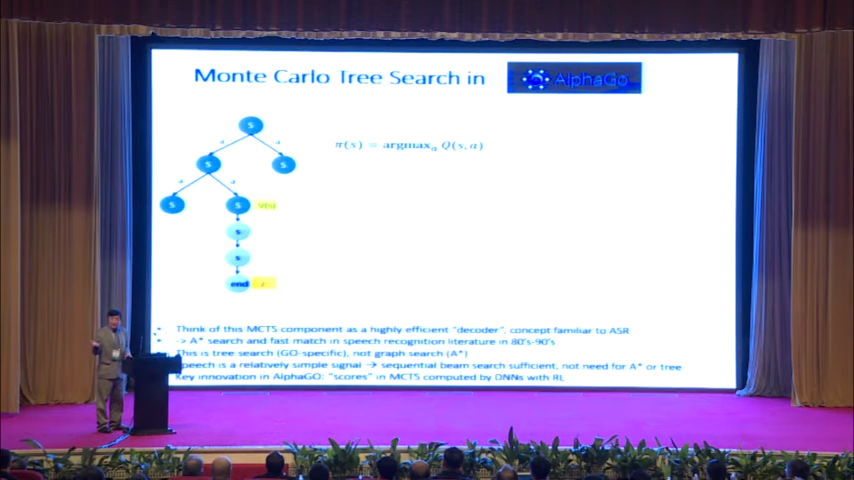 Monte Carlo Tree Search in AlphaGo
π(s) = argmaxₐ Q(s, a)
S
a a
S S
a a
S S V(s)
s
s
end z
Think of this MCTS component as a highly efficient "decoder", concept familiar to ASR
-> A* search and fast match in speech recognition literature in 80's-90's
This is tree search (GO-specific), not graph search (A*)
Speech is a relatively simple signal → sequential beam search sufficient, not need for A* or tree
Key innovation in AlphaGO: "scores" in MCTS computed by DNNs with RL